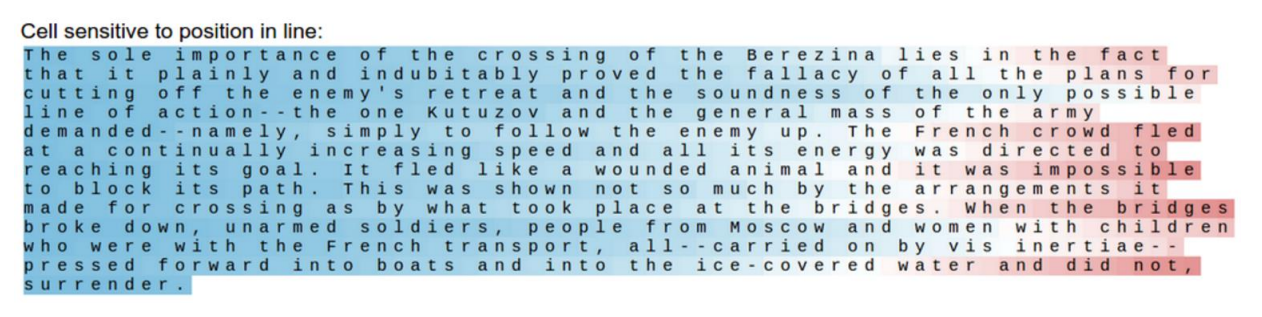 Cell sensitive to position in line:
The sole importance of the crossing of the Berezina lies in the fact
that it plainly and indubitably proved the fallacy of all the plans for
cutting off the enemy's retreat and the soundness of the only possible
line of action--the one Kutuzov and the general mass of the army
demanded--namely, simply to follow the enemy up. The French crowd fled
at a continually increasing speed and all its energy was directed to
reaching its goal. It fled like a wounded animal and it was impossible
to block its path. This was shown not so much by the arrangements it
made for crossing as by what took place at the bridges. When the bridges
broke down, unarmed soldiers, people from Moscow and women with children
who were with the French transport, all--carried on by vis inertiae--
pressed forward into boats and into the ice-covered water and did not,
surrender.